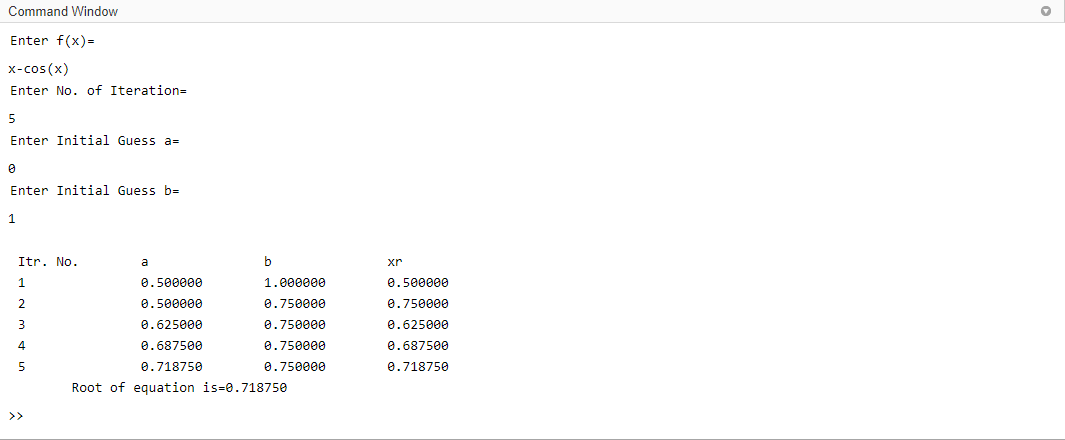 Command Window
Enter f(x)=
x-cos(x)
Enter No. of Iteration=
5
Enter Initial Guess a=
0
Enter Initial Guess b=
1
Itr. No. a b xr
1 0.500000 1.000000 0.500000
2 0.500000 0.750000 0.750000
3 0.625000 0.750000 0.625000
4 0.687500 0.750000 0.687500
5 0.718750 0.750000 0.718750
Root of equation is=0.718750
>>